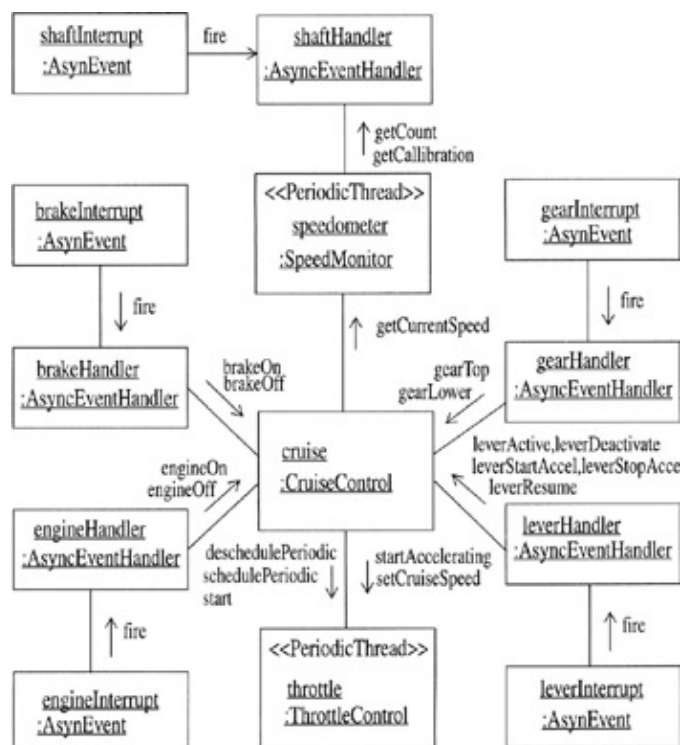 shaftInterrupt
:AsynEvent
fire
shaftHandler
:AsyncEventHandler
getCount
getCallibration
<<PeriodicThread>>
speedometer
:SpeedMonitor
brakeInterrupt
:AsynEvent
gearInterrupt
:AsynEvent
fire
fire
getCurrentSpeed
brakeHandler
:AsyncEventHandler
brakeOn
brakeOff
gearTop
gearLower
gearHandler
:AsyncEventHandler
cruise
:CruiseControl
engineOn
engineOff
leverActive,leverDeactivate
leverStartAccel,leverStopAcce
leverResume
engineHandler
:AsyncEventHandler
leverHandler
:AsyncEventHandler
deschedulePeriodic
schedulePeriodic
start
startAccelerating
setCruiseSpeed
fire
fire
<<PeriodicThread>>
throttle
:ThrottleControl
engineInterrupt
:AsynEvent
leverInterrupt
:AsynEvent